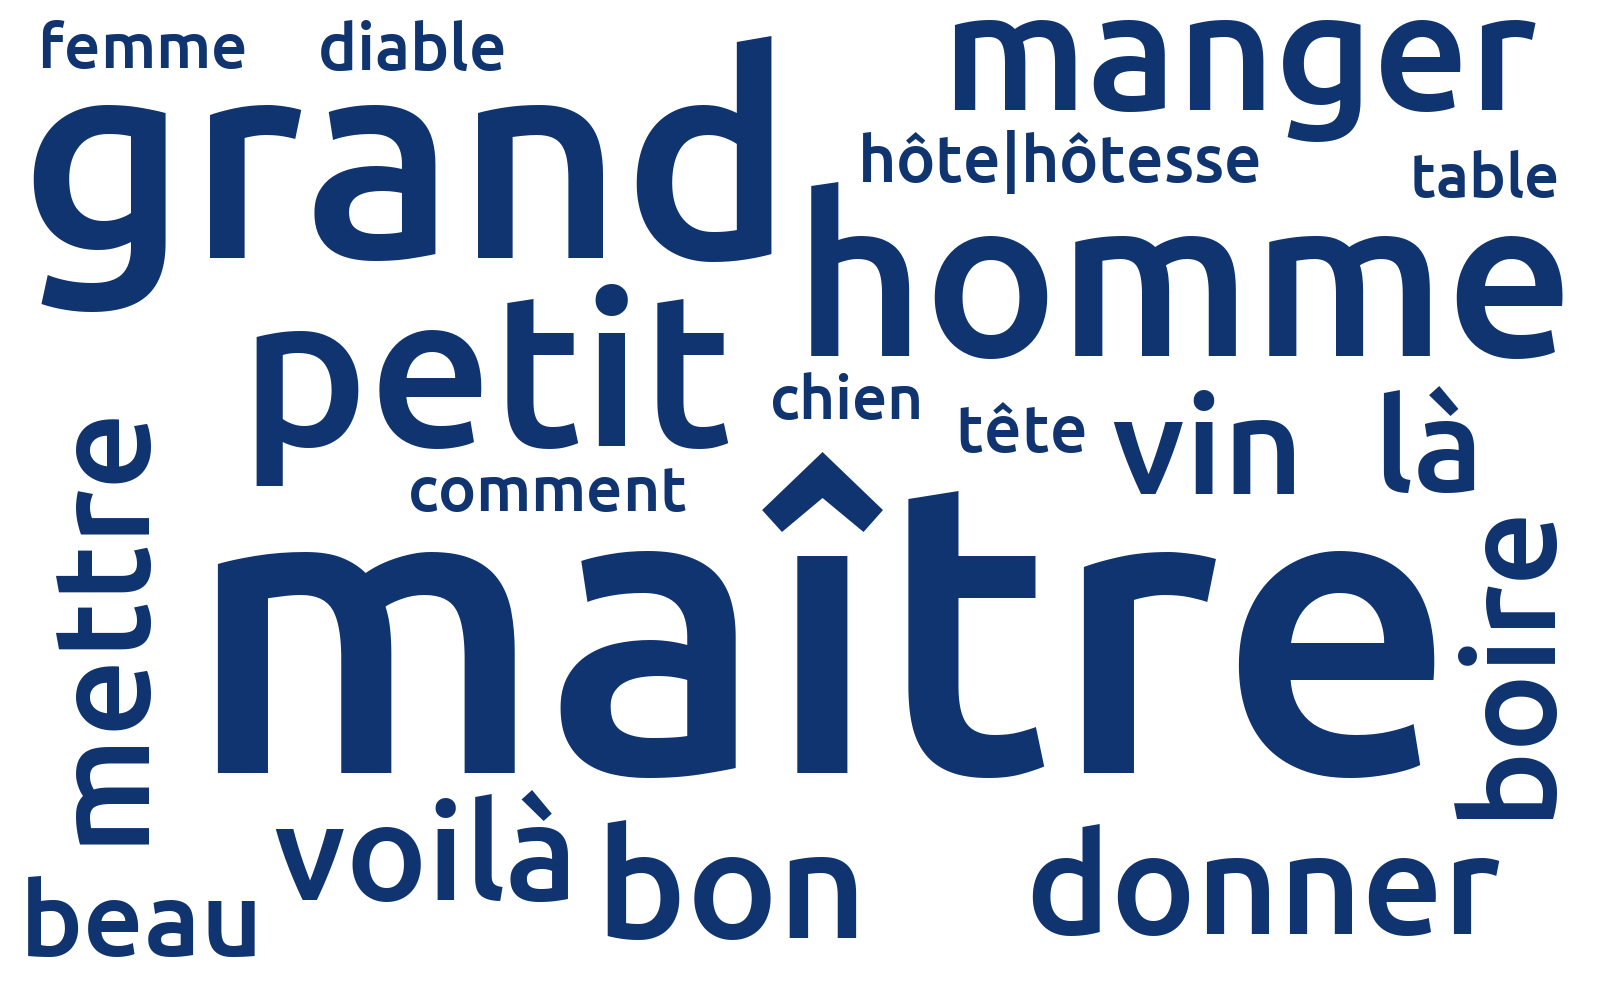 femme
diable
manger
grand
hôte|hôtesse
table
homme
petit
chien
tête
vin
là
mettre
comment
maître
boire
voilà
bon
donner
beau